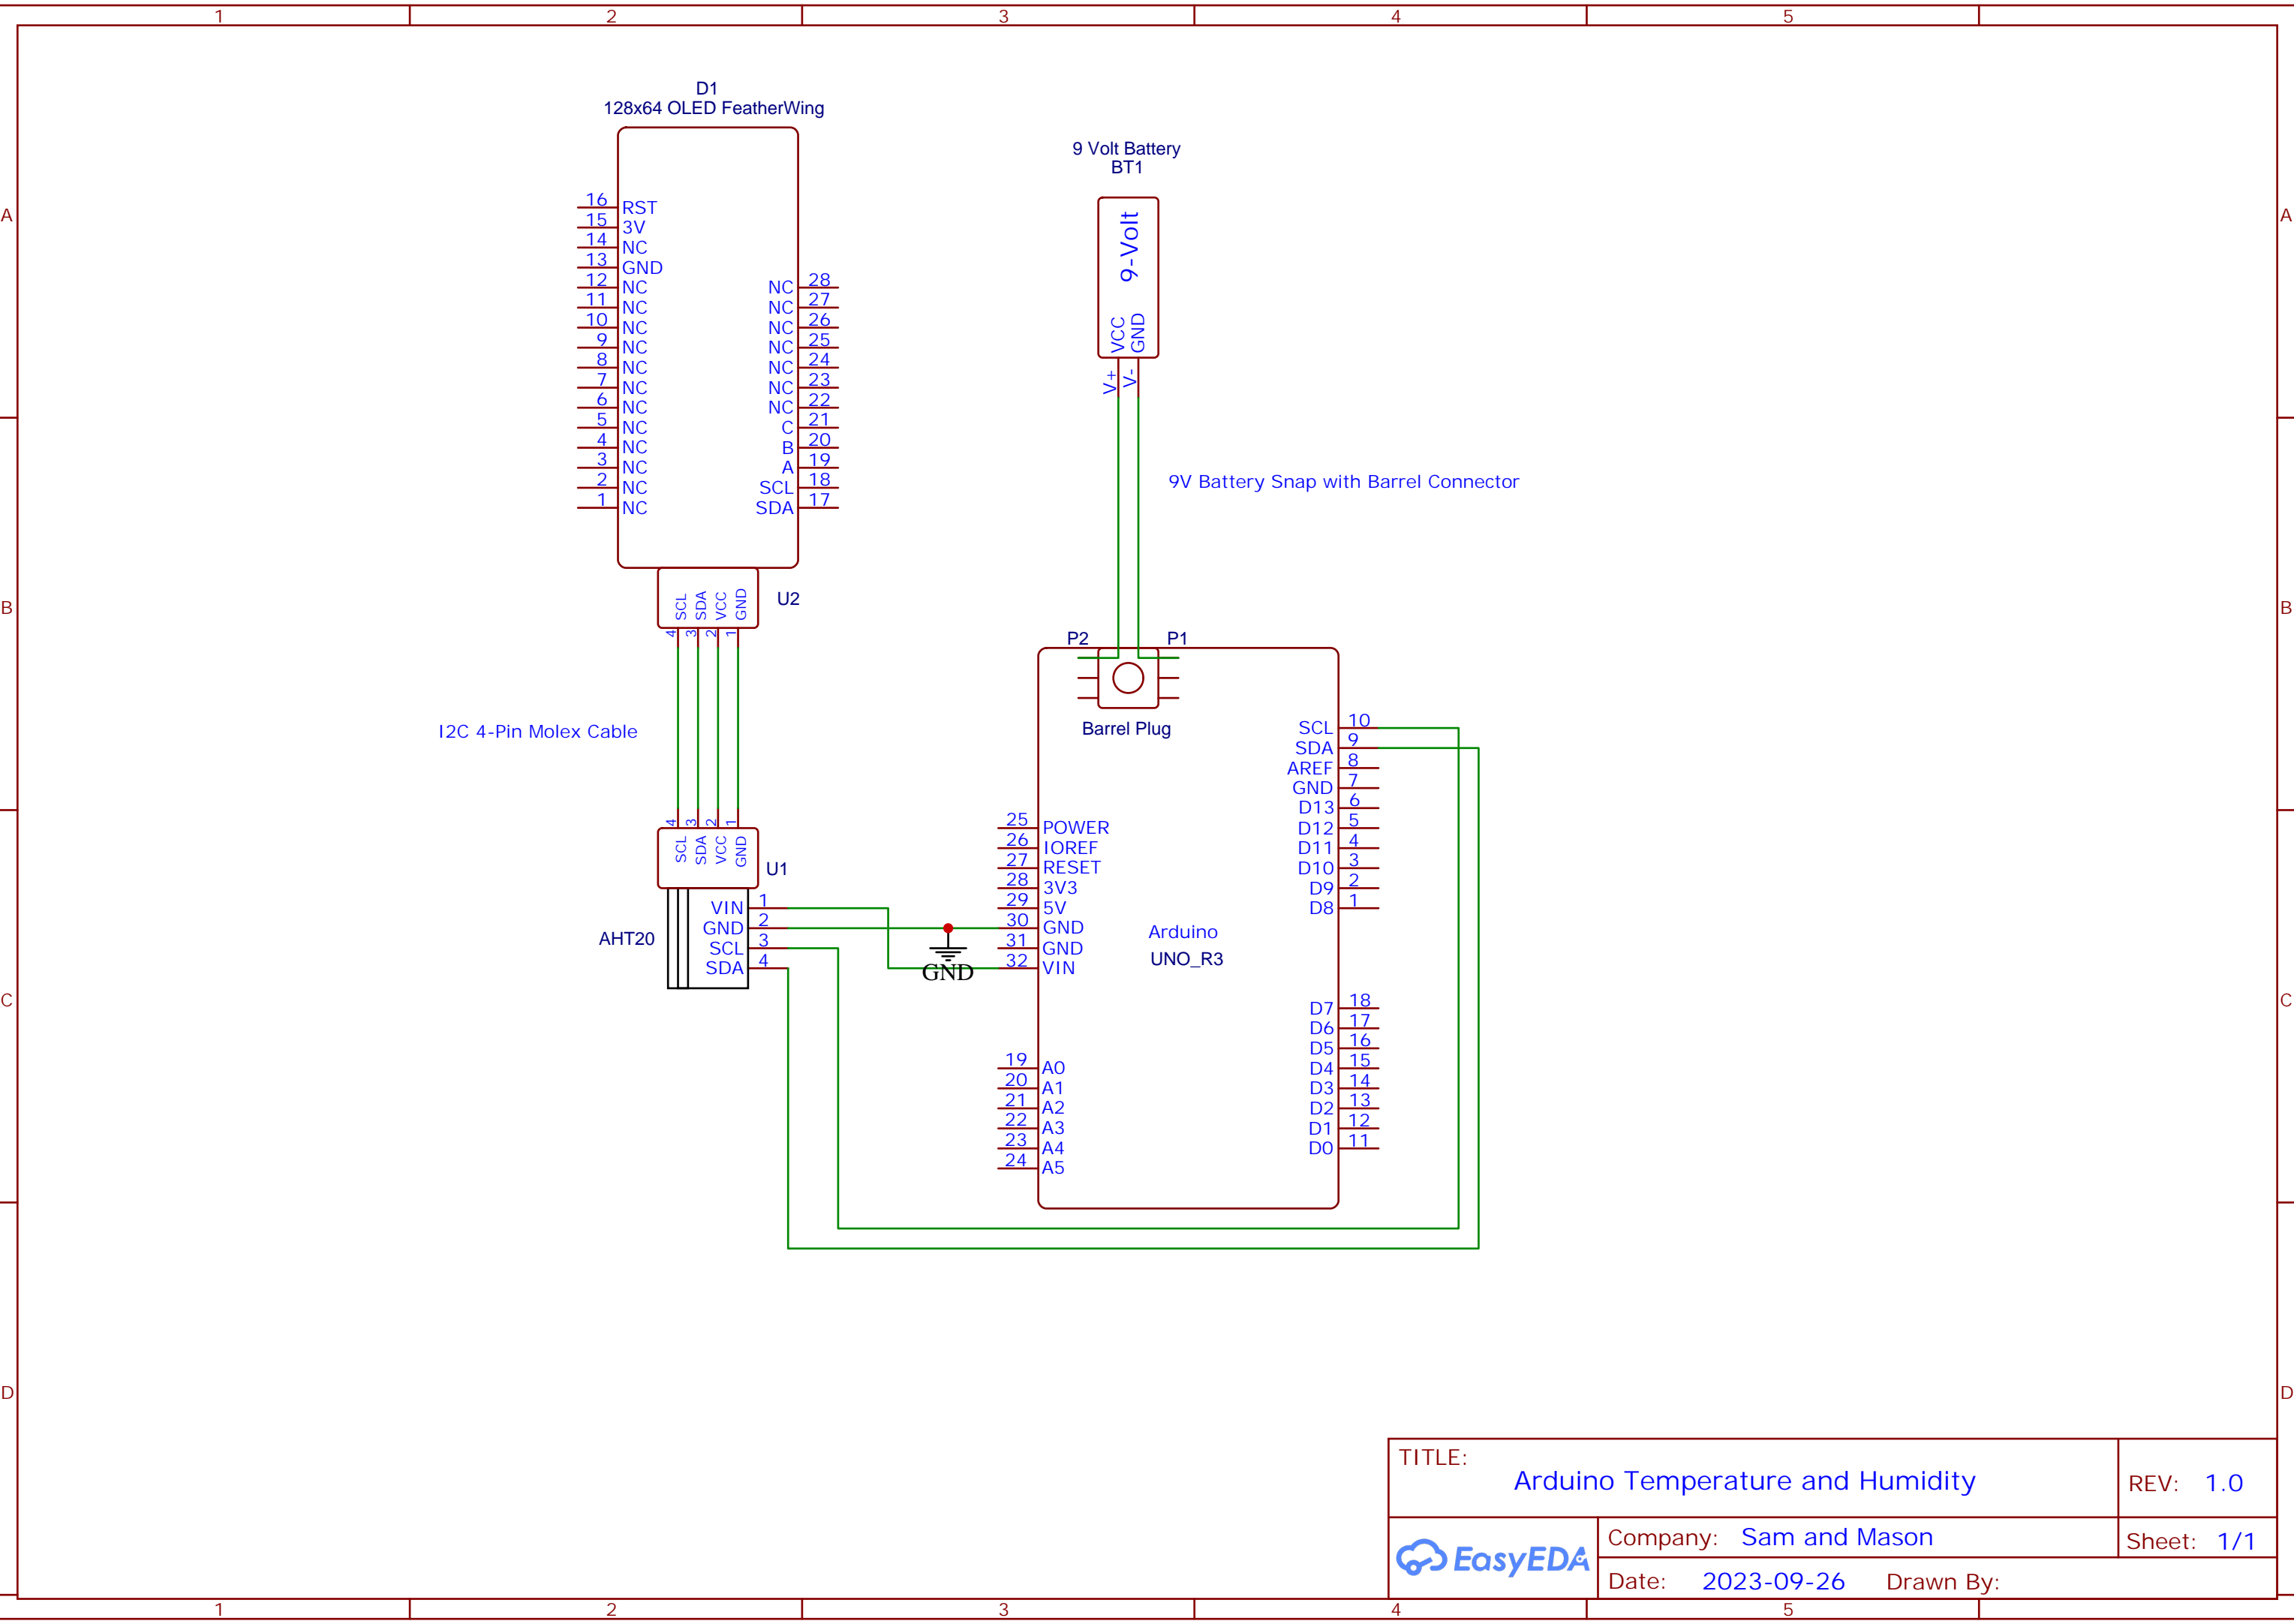 1 2 3 4 5
A A
B B
C C
D D
D1
128x64 OLED FeatherWing
16 RST
15 3V
14 NC
13 GND
12 NC
11 NC
10 NC
9 NC
8 NC
7 NC
6 NC
5 NC
4 NC
3 NC
2 NC
1 NC
NC 28
NC 27
NC 26
NC 25
NC 24
NC 23
NC 22
C 21
B 20
A 19
SCL 18
SDA 17
SCL SDA VCC GND
U2
4 3 2 1
I2C 4-Pin Molex Cable
4 3 2 1
SCL SDA VCC GND
U1
AHT20
VIN 1
GND 2
SCL 3
SDA 4
GND
9 Volt Battery
BT1
9-Volt
VCC GND
V+ V-
9V Battery Snap with Barrel Connector
P2 P1
Barrel Plug
25 POWER
26 IOREF
27 RESET
28 3V3
29 5V
30 GND
31 GND
32 VIN
19 A0
20 A1
21 A2
22 A3
23 A4
24 A5
Arduino
UNO_R3
SCL 10
SDA 9
AREF 8
GND 7
D13 6
D12 5
D11 4
D10 3
D9 2
D8 1
D7 18
D6 17
D5 16
D4 15
D3 14
D2 13
D1 12
D0 11
TITLE:
Arduino Temperature and Humidity
REV: 1.0
EasyEDA
Company: Sam and Mason
Sheet: 1/1
Date: 2023-09-26 Drawn By:
1 2 3 4 5